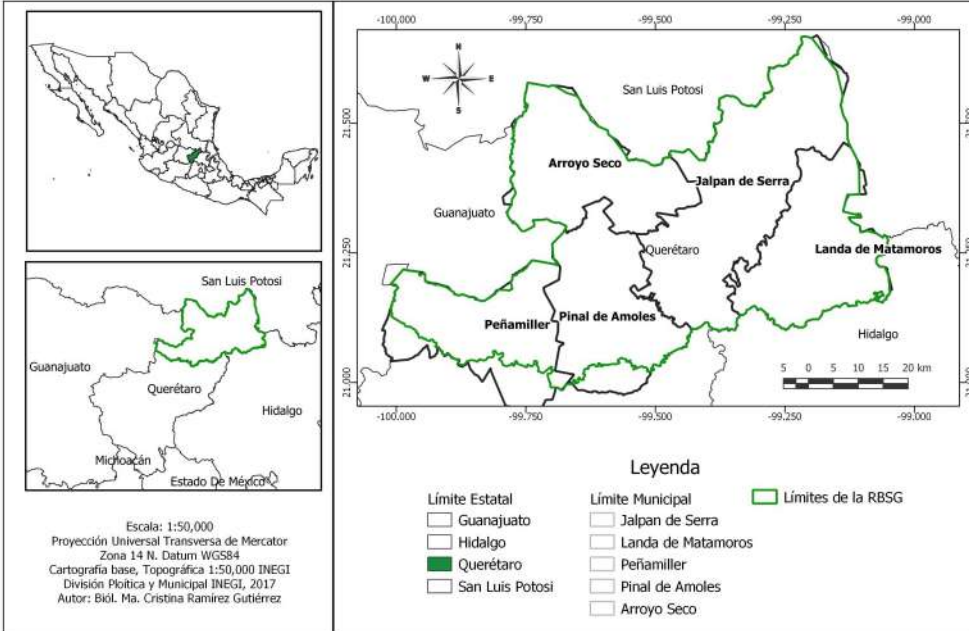 San Luis Potosi
Guanajuato
Querétaro
Hidalgo
Michoacán
Estado De México
Escala: 1:50,000
Proyección Universal Transversa de Mercator
Zona 14 N. Datum WGS84
Cartografía base, Topográfica 1:50,000 INEGI
División Ploítica y Municipal INEGI, 2017
Autor: Biól. Ma. Cristina Ramírez Gutiérrez
-100,000 -99,750 -99,500 -99,250 -99,000
21,500
21,250
21,000
N
W E
S
San Luis Potosi
Arroyo Seco
Jalpan de Serra
Guanajuato
Querétaro
Landa de Matamoros
Peñamiller
Pinal de Amoles
Hidalgo
5 0 5 10 15 20 km
-100,000 -99,750 -99,500 -99,250 -99,000
Leyenda
Límite Estatal
Guanajuato
Hidalgo
Querétaro
San Luis Potosi
Límite Municipal
Jalpan de Serra
Landa de Matamoros
Peñamiller
Pinal de Amoles
Arroyo Seco
Límites de la RBSG